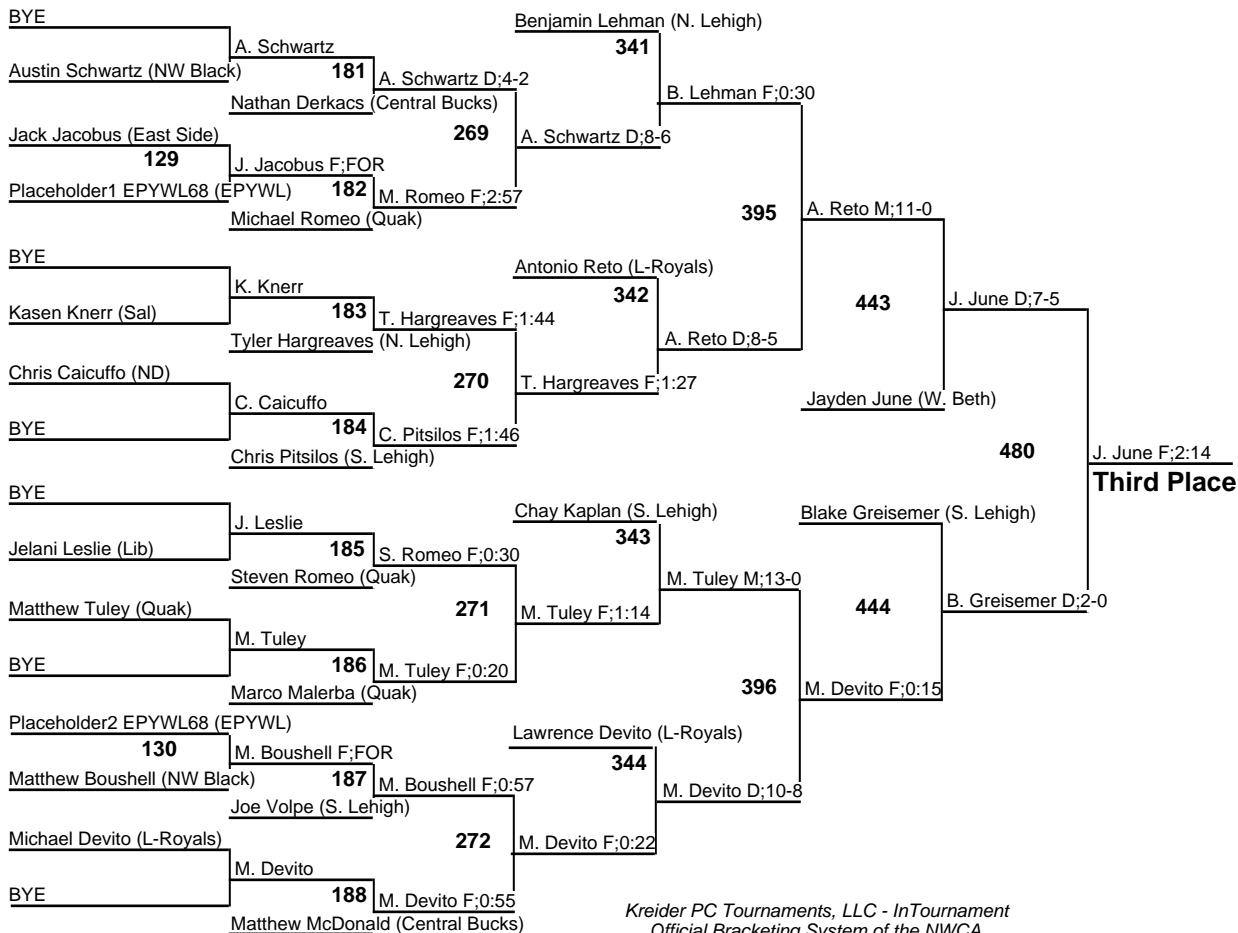 BYE
Benjamin Lehman (N. Lehigh)
A. Schwartz
341
Austin Schwartz (NW Black)
181
A. Schwartz D;4-2
Nathan Derkacs (Central Bucks)
B. Lehman F;0:30
269
A. Schwartz D;8-6
Jack Jacobus (East Side)
129
J. Jacobus F;FOR
Placeholder1 EPYWL68 (EPYWL)
182
M. Romeo F;2:57
Michael Romeo (Quak)
395
A. Reto M;11-0
BYE
Antonio Reto (L-Royals)
K. Knerr
342
443
J. June D;7-5
Kasen Knerr (Sal)
183
T. Hargreaves F;1:44
Tyler Hargreaves (N. Lehigh)
A. Reto D;8-5
Chris Caicuffo (ND)
270
T. Hargreaves F;1:27
C. Caicuffo
Jayden June (W. Beth)
BYE
184
C. Pitsilos F;1:46
Chris Pitsilos (S. Lehigh)
480
J. June F;2:14
Third Place
BYE
Chay Kaplan (S. Lehigh)
Blake Greisemer (S. Lehigh)
J. Leslie
343
Jelani Leslie (Lib)
185
S. Romeo F;0:30
Steven Romeo (Quak)
M. Tuley M;13-0
271
444
B. Greisemer D;2-0
Matthew Tuley (Quak)
M. Tuley F;1:14
M. Tuley
BYE
186
M. Tuley F;0:20
Marco Malerba (Quak)
396
M. Devito F;0:15
Placeholder2 EPYWL68 (EPYWL)
Lawrence Devito (L-Royals)
130
M. Boushell F;FOR
344
Matthew Boushell (NW Black)
187
M. Boushell F;0:57
Joe Volpe (S. Lehigh)
M. Devito D;10-8
Michael Devito (L-Royals)
272
M. Devito F;0:22
M. Devito
BYE
188
M. Devito F;0:55
Matthew McDonald (Central Bucks)
Kreider PC Tournaments, LLC - InTournament
Official Bracketing System of the NWCA